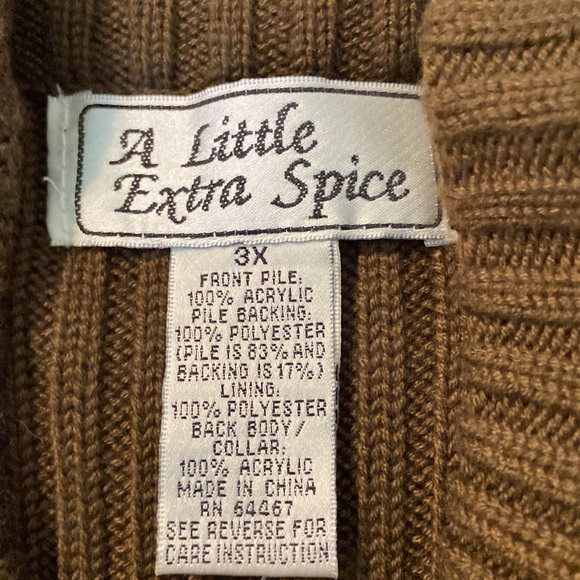 A Little
Extra Spice
3X
FRONT PILE:
100% ACRYLIC
PILE BACKING:
100% POLYESTER
(PILE IS 83% AND
BACKING IS 17%)
LINING:
100% POLYESTER
BACK BODY/
COLLAR:
100% ACRYLIC
MADE IN CHINA
RN 64467
SEE REVERSE FOR
CARE INSTRUCTION